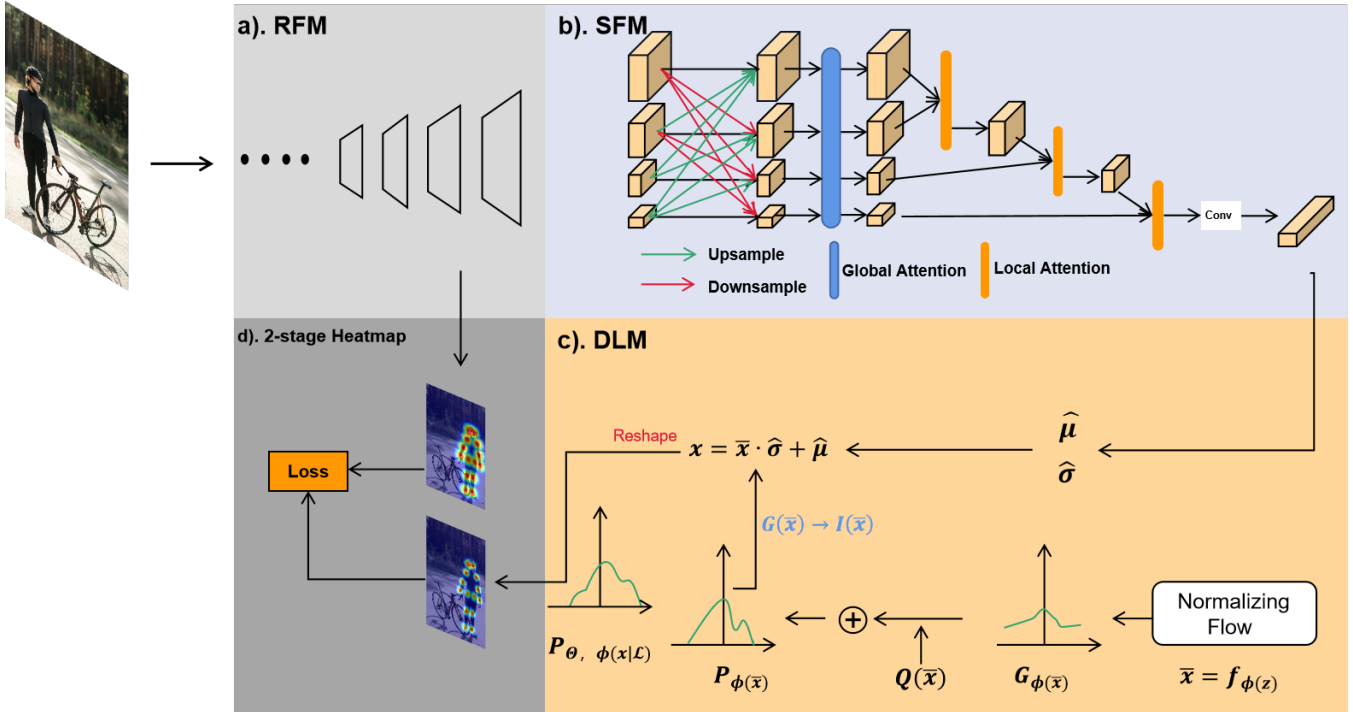 a). RFM
b). SFM
Conv
Upsample
Downsample
Global Attention
Local Attention
d). 2-stage Heatmap
c). DLM
Loss
Reshape
x = x̅ · σ̂ + μ̂
μ̂
σ̂
G(x̅) → I(x̅)
Normalizing
Flow
P_Θ, ϕ(x|ℒ)
P_ϕ(x̅)
Q(x̅)
G_ϕ(x̅)
x̅ = f_ϕ(z)